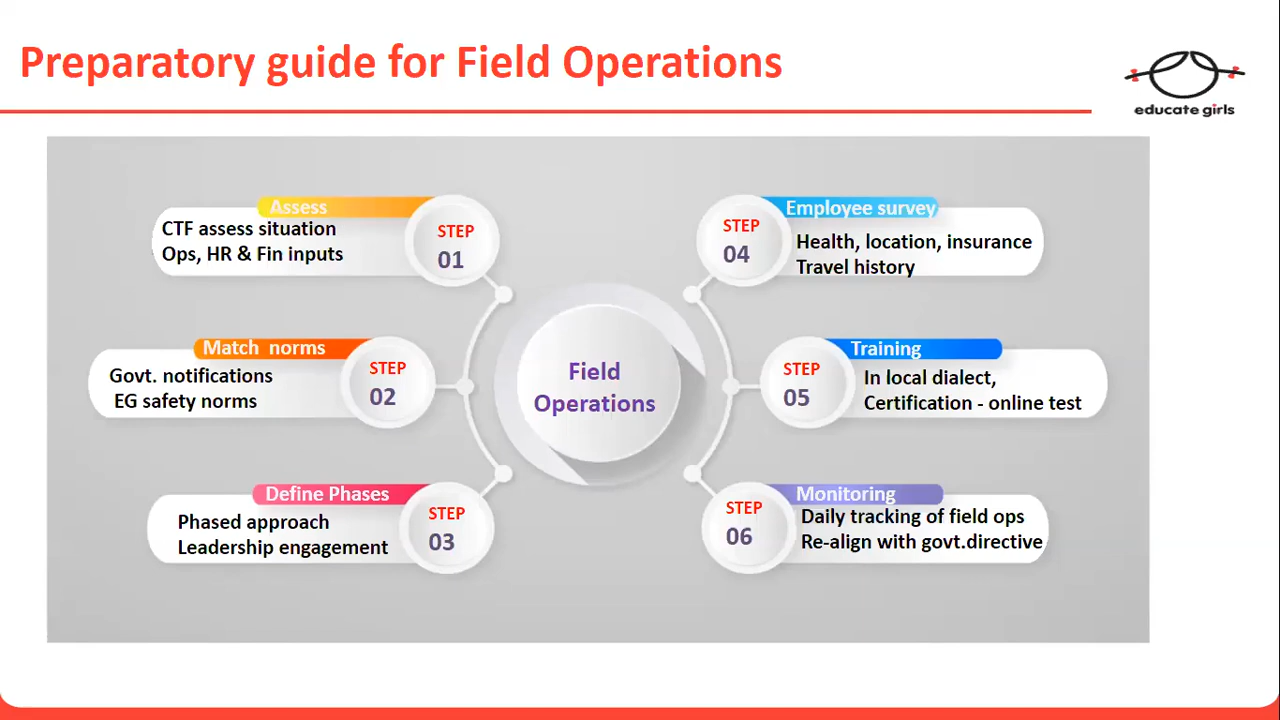 Preparatory guide for Field Operations
educate girls
Assess
CTF assess situation
Ops, HR & Fin inputs
STEP
01
Match norms
Govt. notifications
EG safety norms
STEP
02
Define Phases
Phased approach
Leadership engagement
STEP
03
Field
Operations
Employee survey
STEP
04
Health, location, insurance
Travel history
Training
STEP
05
In local dialect,
Certification - online test
Monitoring
STEP
06
Daily tracking of field ops
Re-align with govt.directive